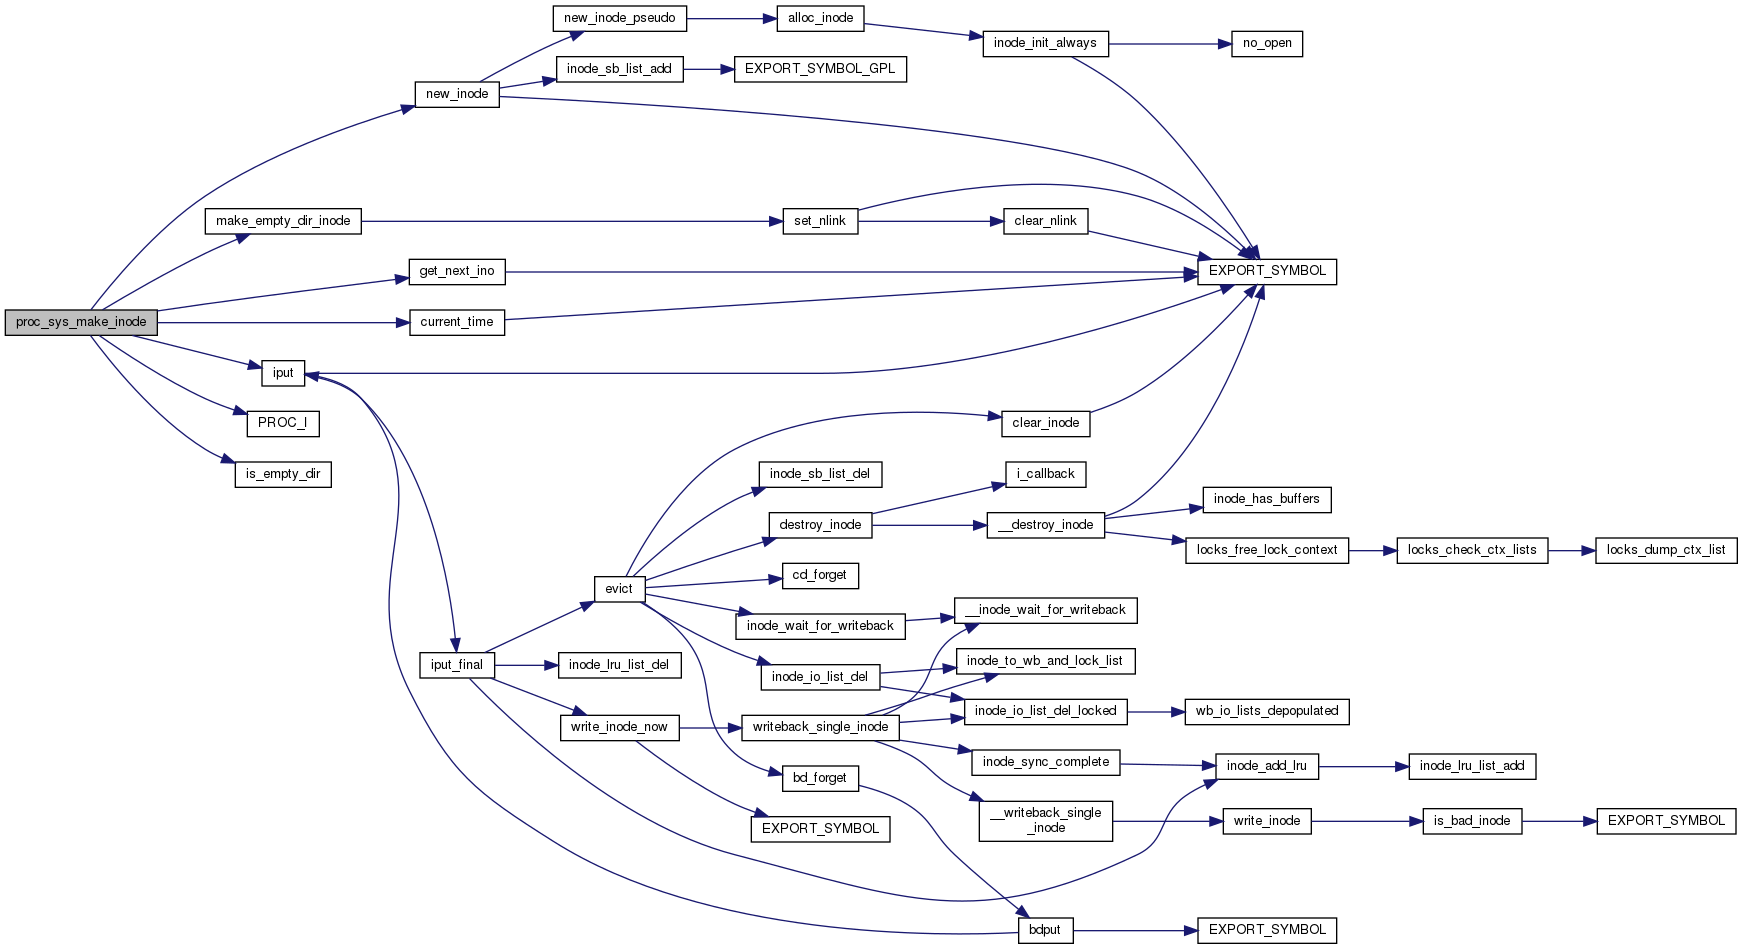 new_inode_pseudo
alloc_inode
inode_init_always
no_open
inode_sb_list_add
EXPORT_SYMBOL_GPL
new_inode
make_empty_dir_inode
set_nlink
clear_nlink
get_next_ino
EXPORT_SYMBOL
proc_sys_make_inode
current_time
iput
PROC_I
clear_inode
is_empty_dir
inode_sb_list_del
i_callback
inode_has_buffers
destroy_inode
__destroy_inode
locks_free_lock_context
locks_check_ctx_lists
locks_dump_ctx_list
evict
cd_forget
inode_wait_for_writeback
__inode_wait_for_writeback
iput_final
inode_lru_list_del
inode_io_list_del
inode_to_wb_and_lock_list
inode_io_list_del_locked
wb_io_lists_depopulated
write_inode_now
writeback_single_inode
inode_sync_complete
inode_add_lru
inode_lru_list_add
bd_forget
__writeback_single
_inode
write_inode
is_bad_inode
EXPORT_SYMBOL
EXPORT_SYMBOL
bdput
EXPORT_SYMBOL